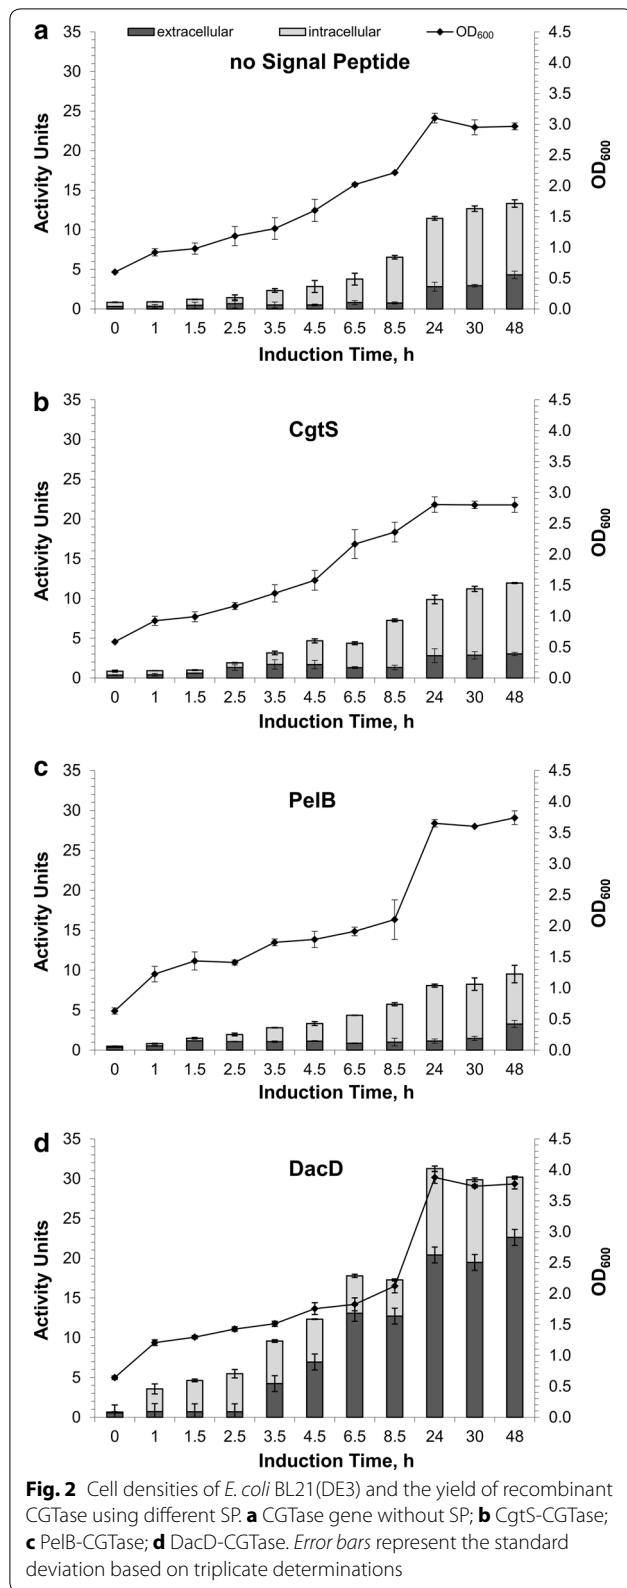 a
extracellular intracellular OD600
no Signal Peptide
Activity Units
35
30
25
20
15
10
5
0
4.5
4.0
3.5
3.0
2.5
2.0
1.5
1.0
0.5
0.0
OD600
0 1 1.5 2.5 3.5 4.5 6.5 8.5 24 30 48
Induction Time, h
b
CgtS
Activity Units
35
30
25
20
15
10
5
0
4.5
4.0
3.5
3.0
2.5
2.0
1.5
1.0
0.5
0.0
OD600
0 1 1.5 2.5 3.5 4.5 6.5 8.5 24 30 48
Induction Time, h
c
PelB
Activity Units
35
30
25
20
15
10
5
0
4.5
4.0
3.5
3.0
2.5
2.0
1.5
1.0
0.5
0.0
OD600
0 1 1.5 2.5 3.5 4.5 6.5 8.5 24 30 48
Induction Time, h
d
DacD
Activity Units
35
30
25
20
15
10
5
0
4.5
4.0
3.5
3.0
2.5
2.0
1.5
1.0
0.5
0.0
OD600
0 1 1.5 2.5 3.5 4.5 6.5 8.5 24 30 48
Induction Time, h
Fig. 2 Cell densities of E. coli BL21(DE3) and the yield of recombinant
CGTase using different SP. a CGTase gene without SP; b CgtS-CGTase;
c PelB-CGTase; d DacD-CGTase. Error bars represent the standard
deviation based on triplicate determinations